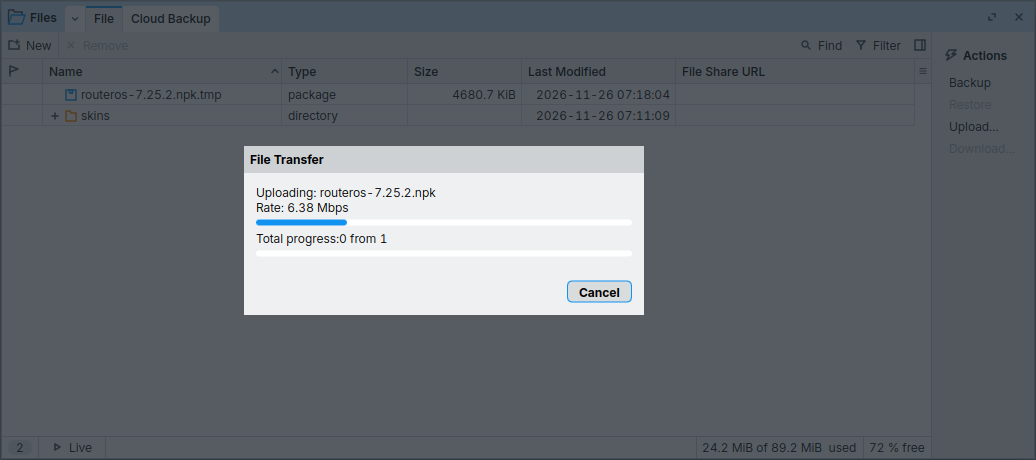 Files File Cloud Backup
New Remove Find Filter
Name Type Size Last Modified File Share URL
routeros-7.25.2.npk.tmp package 4680.7 KiB 2026-11-26 07:18:04
skins directory 2026-11-26 07:11:09
Actions
Backup
Restore
Upload...
Download...
File Transfer
Uploading: routeros-7.25.2.npk
Rate: 6.38 Mbps
Total progress:0 from 1
Cancel
2 Live 24.2 MiB of 89.2 MiB used 72 % free